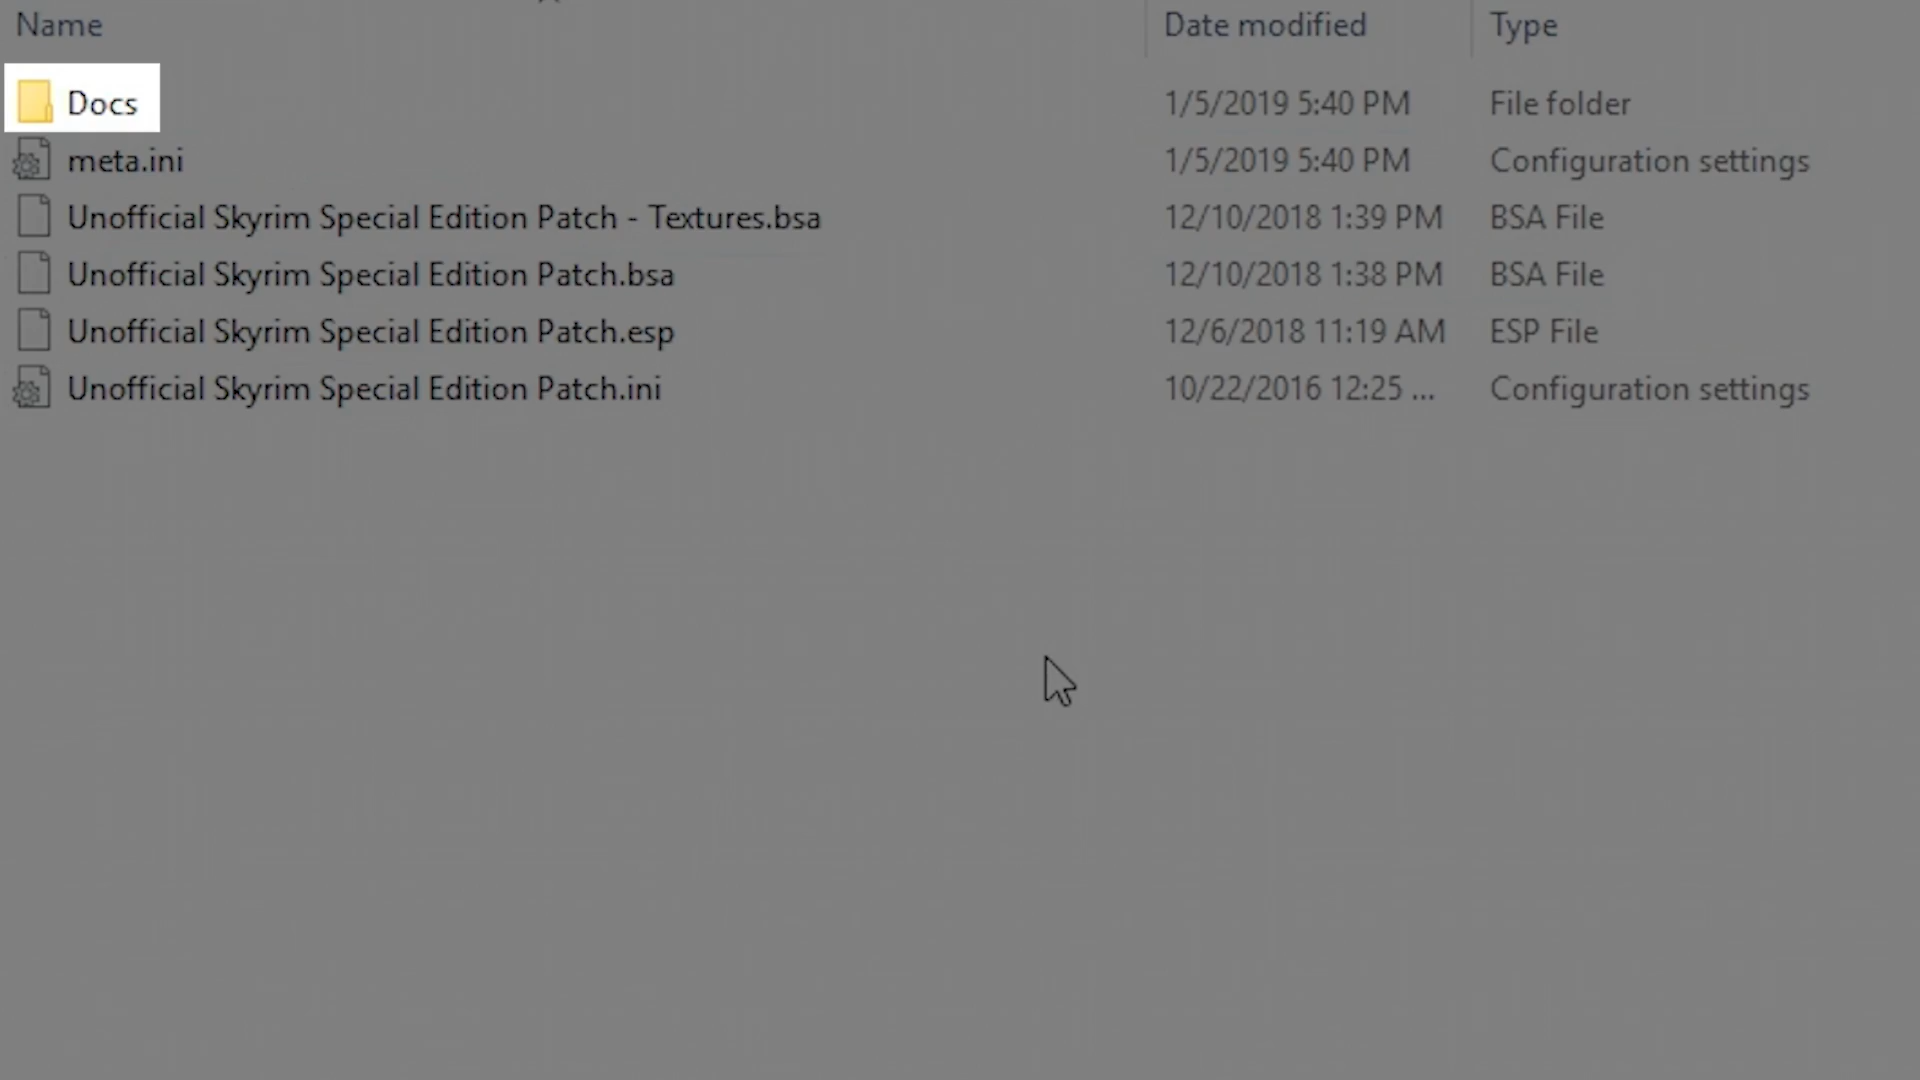 Name Date modified Type
Docs 1/5/2019 5:40 PM File folder
meta.ini 1/5/2019 5:40 PM Configuration settings
Unofficial Skyrim Special Edition Patch - Textures.bsa 12/10/2018 1:39 PM BSA File
Unofficial Skyrim Special Edition Patch.bsa 12/10/2018 1:38 PM BSA File
Unofficial Skyrim Special Edition Patch.esp 12/6/2018 11:19 AM ESP File
Unofficial Skyrim Special Edition Patch.ini 10/22/2016 12:25 ... Configuration settings